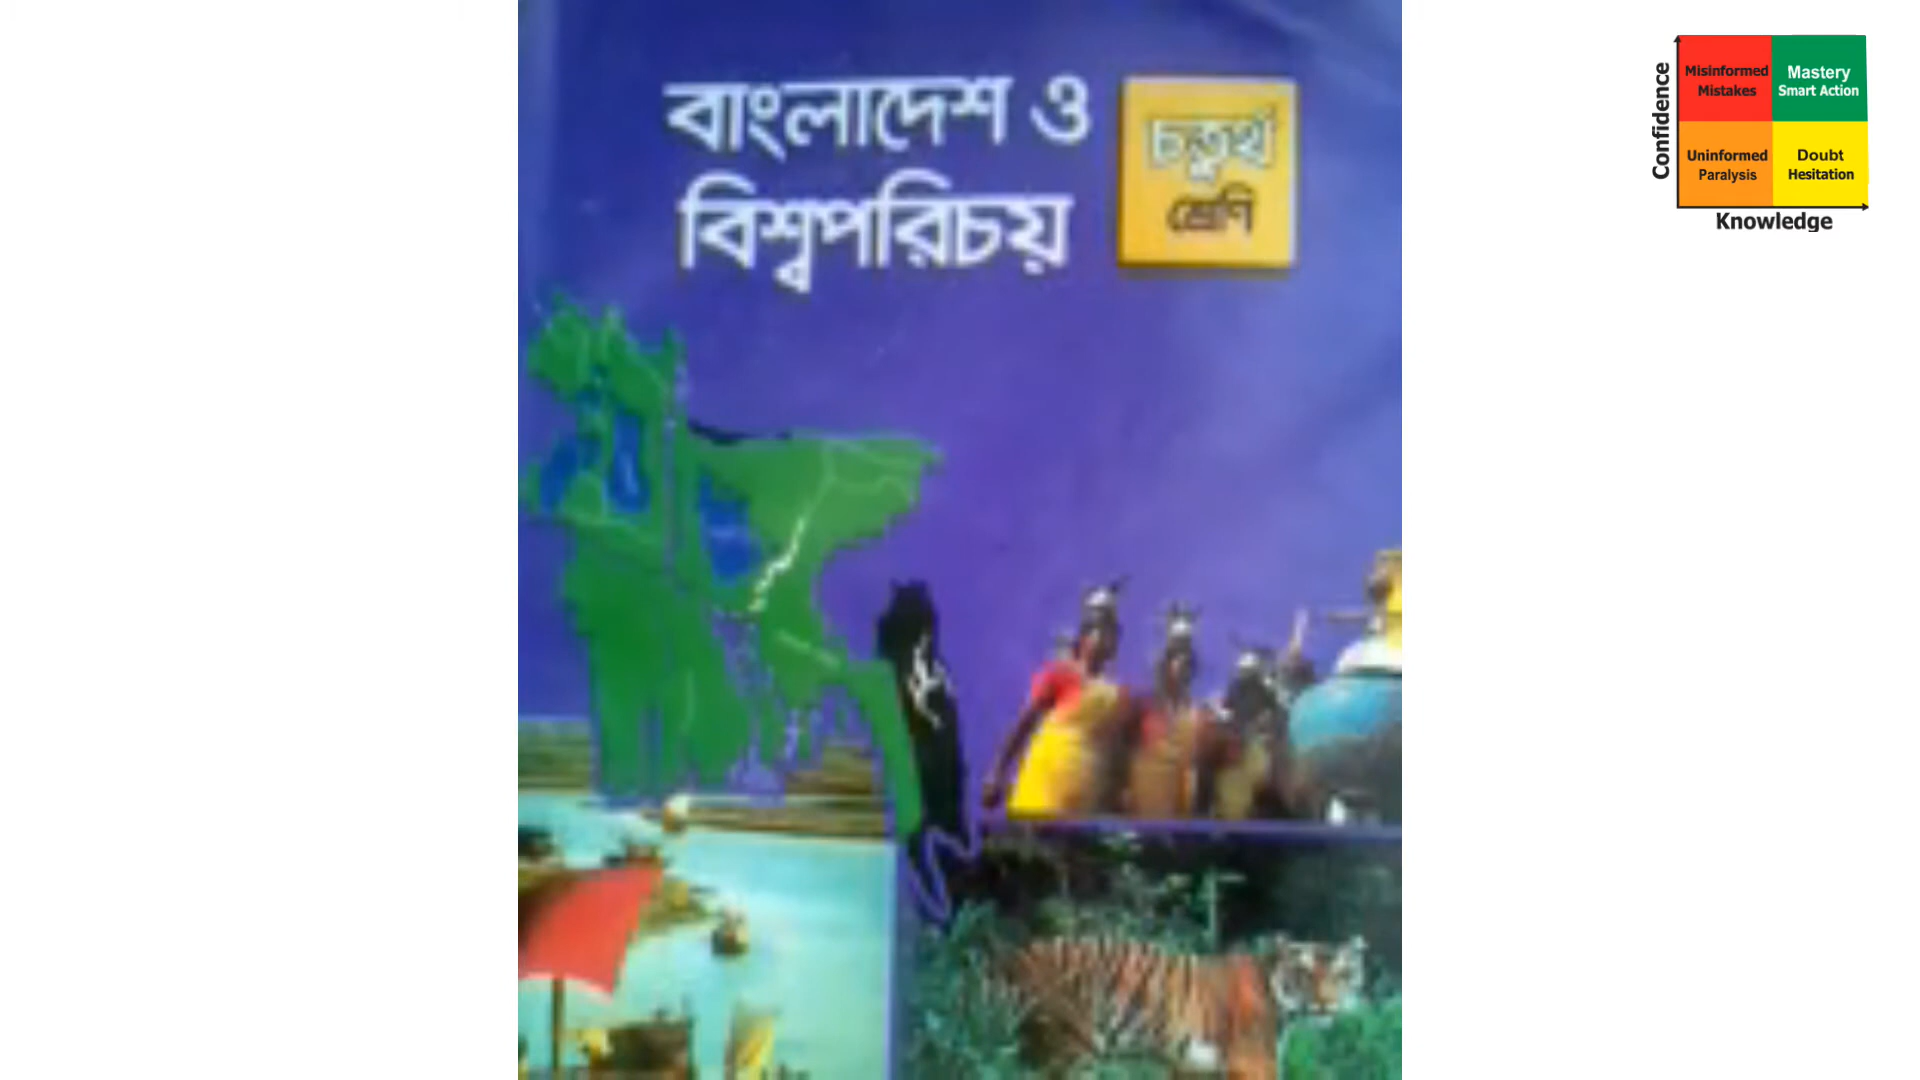 বাংলাদেশ ও
বিশ্বপরিচয়
চতুর্থ
শ্রেণি
Confidence
Misinformed
Mistakes
Mastery
Smart Action
Uninformed
Paralysis
Doubt
Hesitation
Knowledge